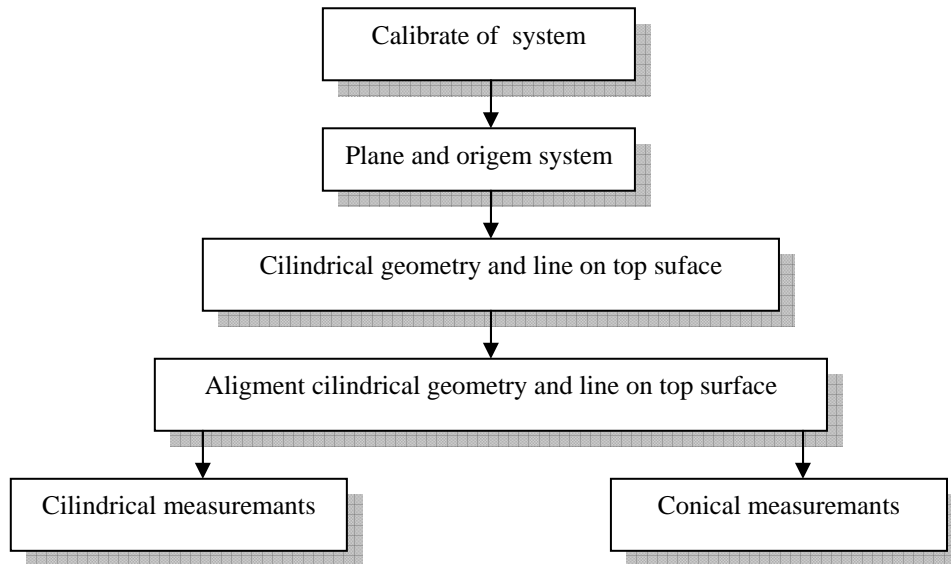 Calibrate of system
Plane and origem system
Cilindrical geometry and line on top suface
Aligment cilindrical geometry and line on top surface
Cilindrical measuremants
Conical measuremants